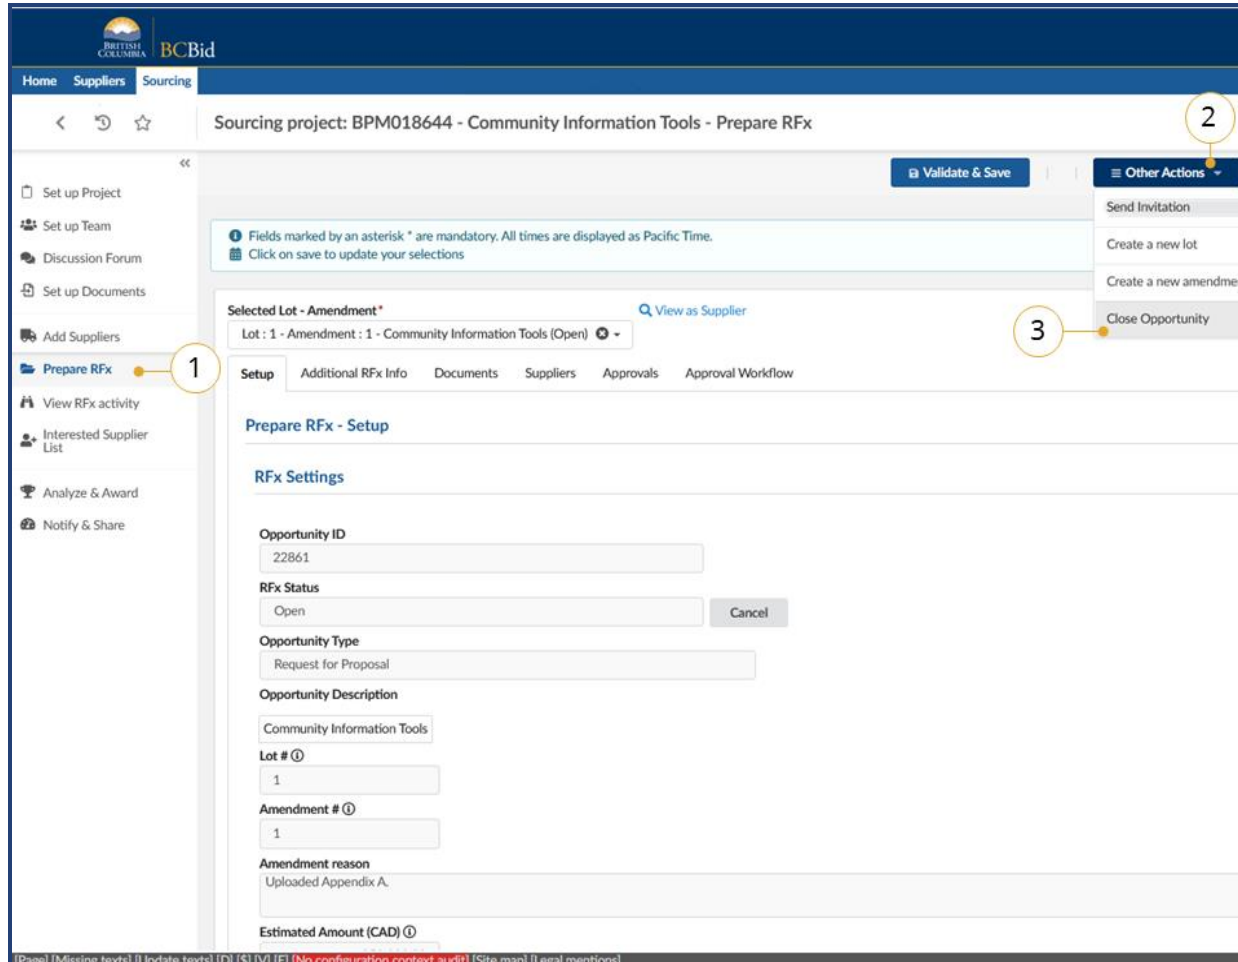 BRITISH
COLUMBIA
BCBid
Home Suppliers Sourcing
Sourcing project: BPM018644 - Community Information Tools - Prepare RFx
2
Validate & Save
Other Actions
Set up Project
Send Invitation
Set up Team
Fields marked by an asterisk * are mandatory. All times are displayed as Pacific Time.
Create a new lot
Discussion Forum
Click on save to update your selections
Set up Documents
Create a new amendme
Selected Lot - Amendment*
View as Supplier
Close Opportunity
3
Add Suppliers
Lot : 1 - Amendment : 1 - Community Information Tools (Open)
Prepare RFx
1
Setup Additional RFx Info Documents Suppliers Approvals Approval Workflow
View RFx activity
Interested Supplier
List
Prepare RFx - Setup
RFx Settings
Analyze & Award
Notify & Share
Opportunity ID
22861
RFx Status
Open
Cancel
Opportunity Type
Request for Proposal
Opportunity Description
Community Information Tools
Lot #
1
Amendment #
1
Amendment reason
Uploaded Appendix A.
Estimated Amount (CAD)
[Page] [Missing texts] [Update texts] [D] [$] [V] [E] [No configuration context audit] [Site map] [Legal mentions]